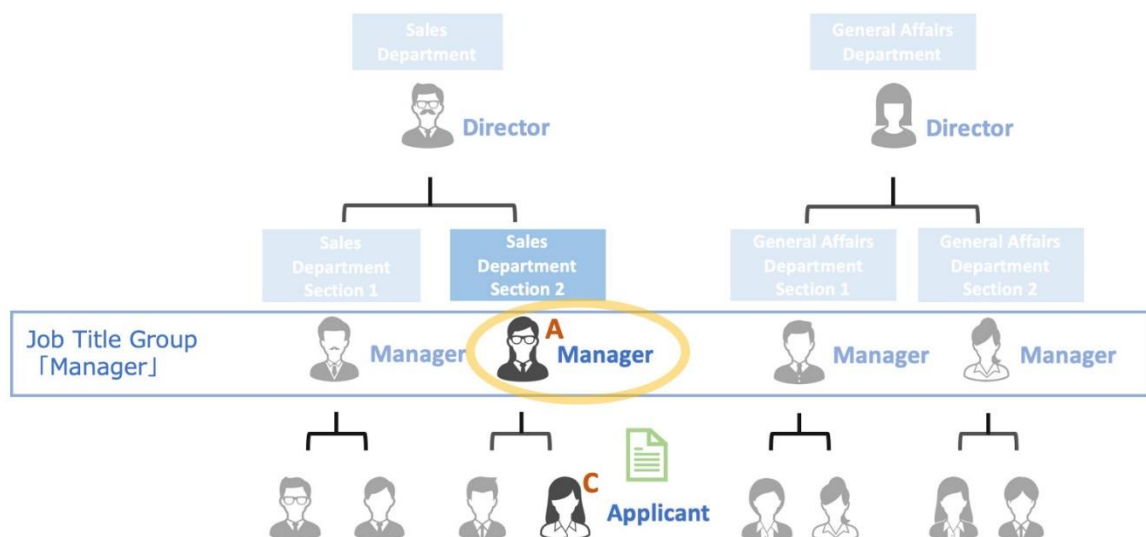 Sales
Department
General Affairs
Department
Director
Director
Sales
Department
Section 1
Sales
Department
Section 2
General Affairs
Department
Section 1
General Affairs
Department
Section 2
Job Title Group
「Manager」
Manager
A
Manager
Manager
Manager
C
Applicant